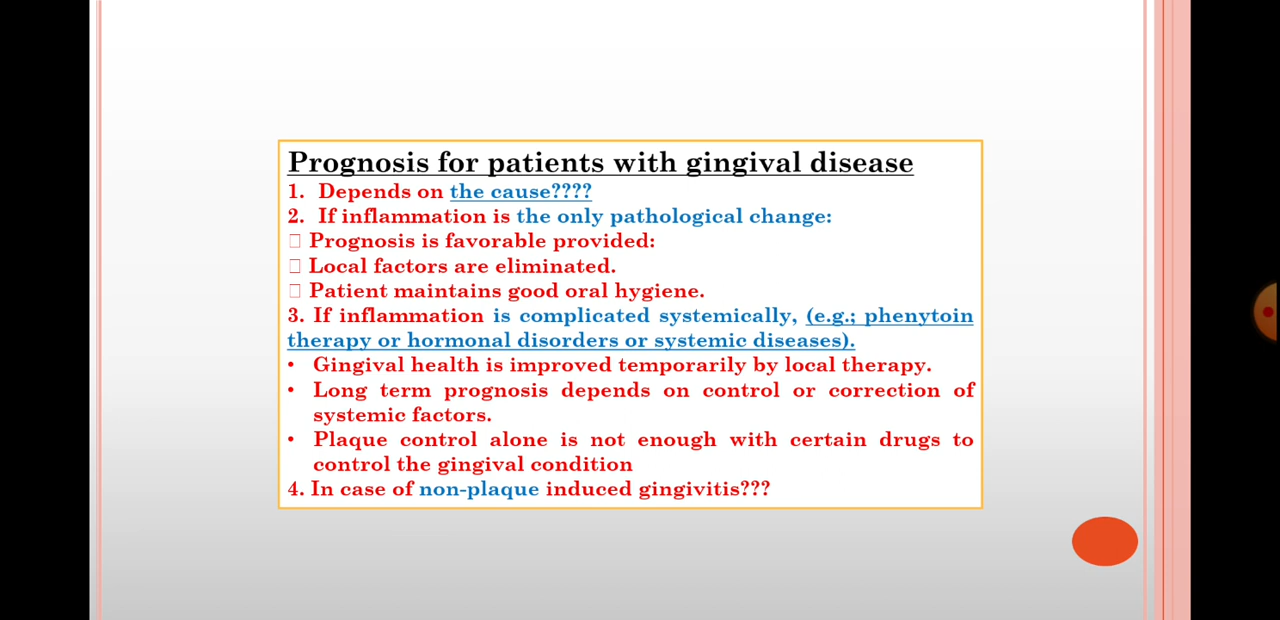 Prognosis for patients with gingival disease
1. Depends on the cause????
2. If inflammation is the only pathological change:
Prognosis is favorable provided:
Local factors are eliminated.
Patient maintains good oral hygiene.
3. If inflammation is complicated systemically, (e.g.; phenytoin
therapy or hormonal disorders or systemic diseases).
• Gingival health is improved temporarily by local therapy.
• Long term prognosis depends on control or correction of
systemic factors.
• Plaque control alone is not enough with certain drugs to
control the gingival condition
4. In case of non-plaque induced gingivitis???